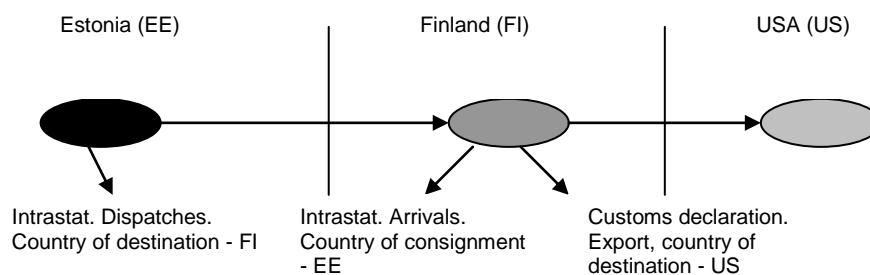 Estonia (EE)
Finland (FI)
USA (US)
Intrastat. Dispatches.
Country of destination - FI
Intrastat. Arrivals.
Country of consignment
- EE
Customs declaration.
Export, country of
destination - US